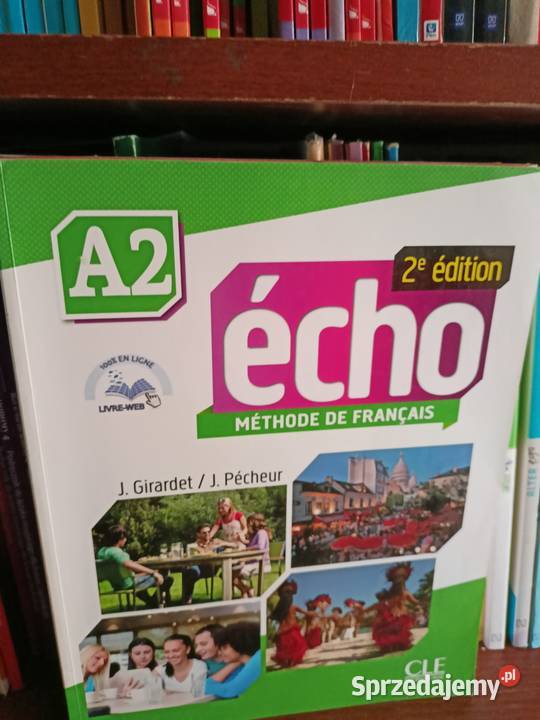 A2
2e édition
écho
MÉTHODE DE FRANÇAIS
100% EN LIGNE
LIVRE-WEB
J. Girardet / J. Pécheur
CLE
Sprzedajemy.pl